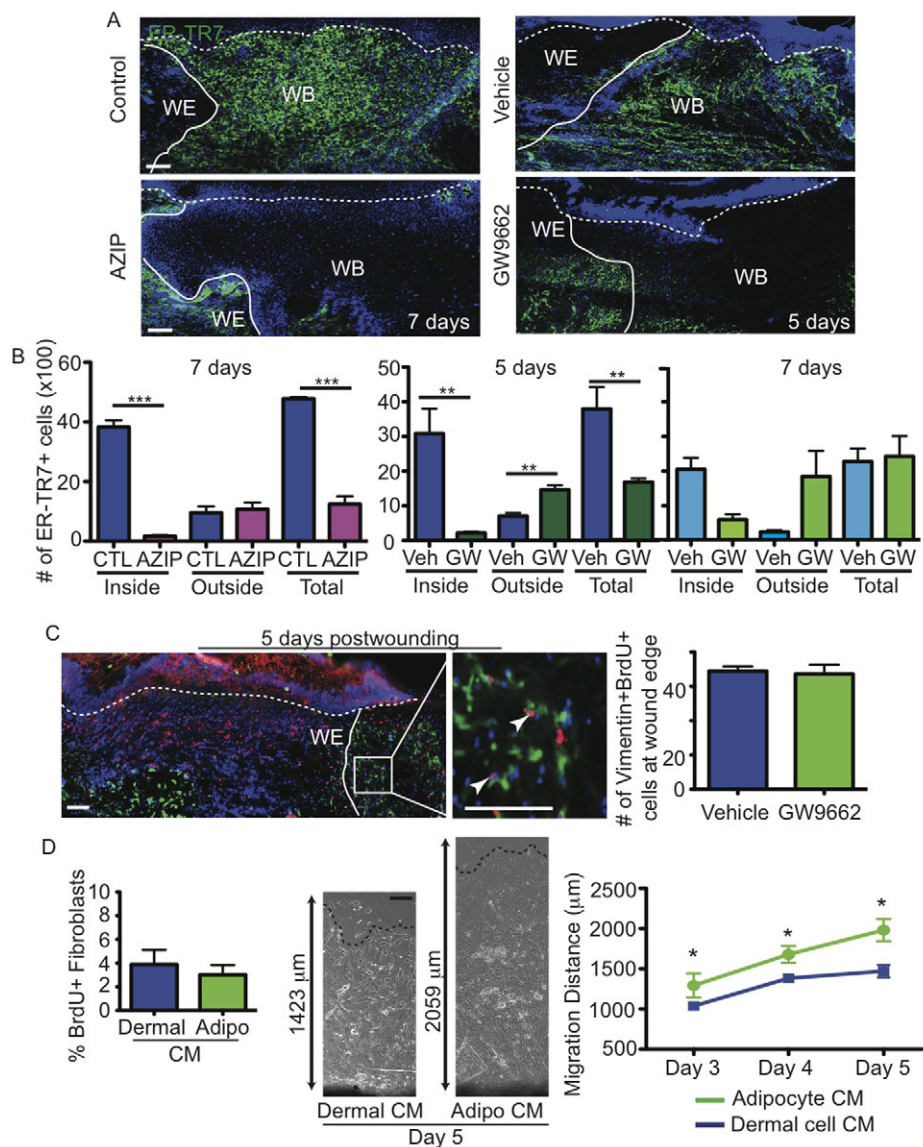 A
ER-TR7
Control
WE
WB
Vehicle
WE
WB
AZIP
WB
WE
7 days
GW9662
WE
WB
5 days
B
# of ER-TR7+ cells (x100)
7 days
60
40
20
0
***
***
CTL AZIP CTL AZIP CTL AZIP
Inside Outside Total
5 days
50
40
30
20
10
0
**
**
**
Veh GW Veh GW Veh GW
Inside Outside Total
7 days
Veh GW Veh GW Veh GW
Inside Outside Total
C
5 days postwounding
WE
# of Vimentin+BrdU+
cells at wound edge
40
20
0
Vehicle GW9662
D
% BrdU+ Fibroblasts
10
8
6
4
2
0
Dermal Adipo
CM
1423 µm
2059 µm
Dermal CM Adipo CM
Day 5
Migration Distance (µm)
2500
2000
1500
1000
500
* * *
Day 3 Day 4 Day 5
Adipocyte CM
Dermal cell CM